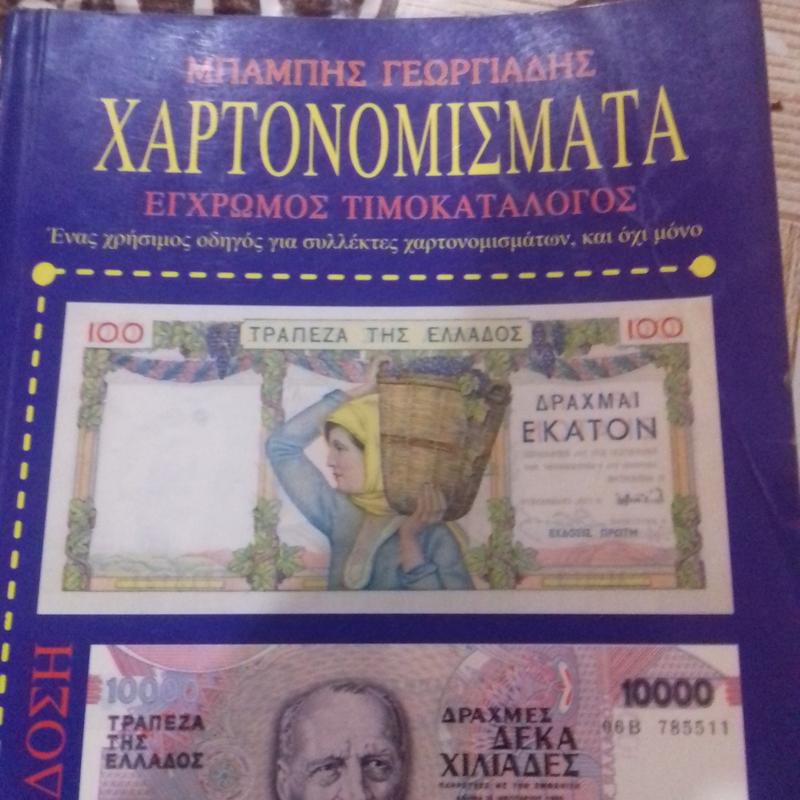 ΜΠΑΜΠΗΣ ΓΕΩΡΓΙΑΔΗΣ
ΧΑΡΤΟΝΟΜΙΣΜΑΤΑ
ΕΓΧΡΩΜΟΣ ΤΙΜΟΚΑΤΑΛΟΓΟΣ
Ένας χρήσιμος οδηγός για συλλέκτες χαρτονομισμάτων, και όχι μόνο
100 ΤΡΑΠΕΖΑ ΤΗΣ ΕΛΛΑΔΟΣ 100
ΔΡΑΧΜΑΙ
ΕΚΑΤΟΝ
ΕΚΔΟΣΙΣ ΠΡΩΤΗ
ΔΟΣΗ
10000
ΤΡΑΠΕΖΑ
ΤΗΣ
ΕΛΛΑΔΟΣ
10000
ΔΡΑΧΜΕΣ
ΔΕΚΑ
ΧΙΛΙΑΔΕΣ
06Β 785511